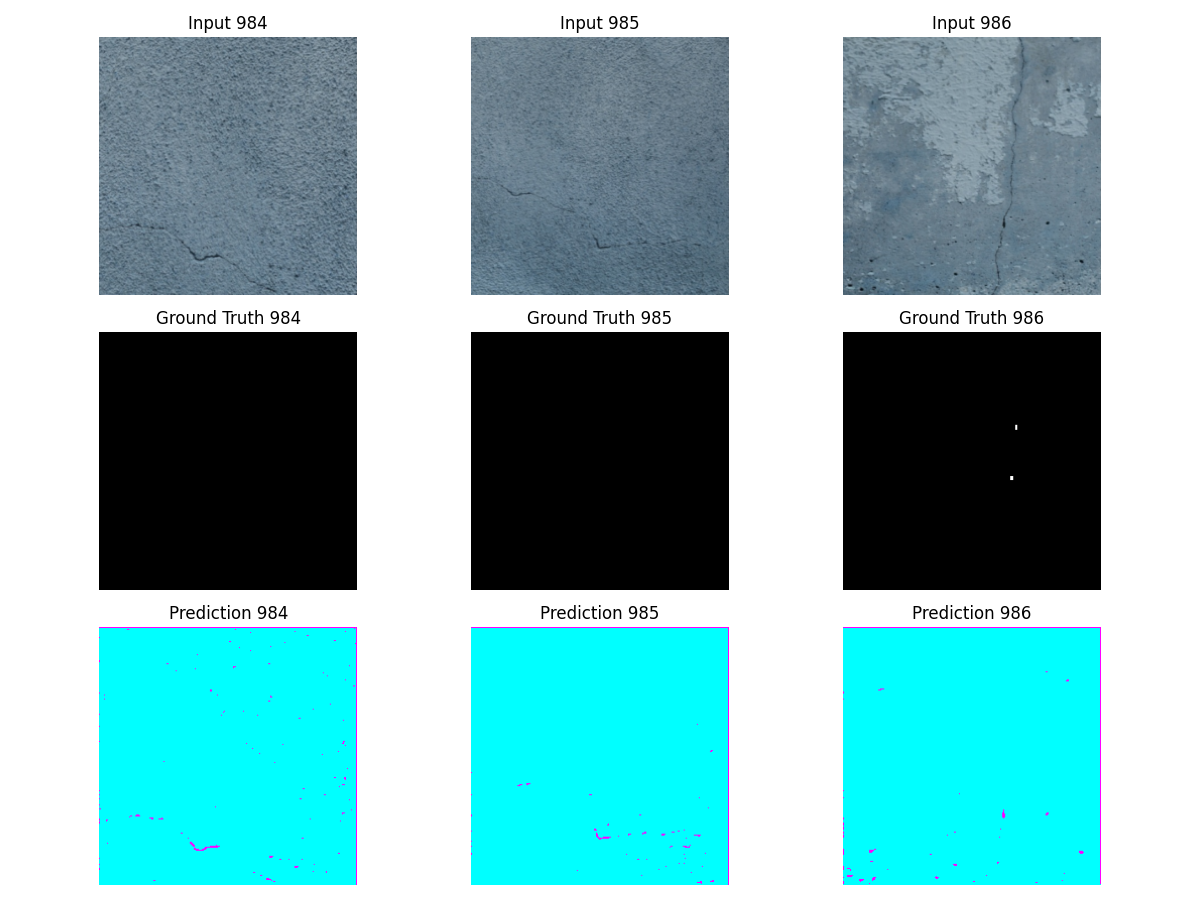 Input 984
Input 985
Input 986
Ground Truth 984
Ground Truth 985
Ground Truth 986
Prediction 984
Prediction 985
Prediction 986